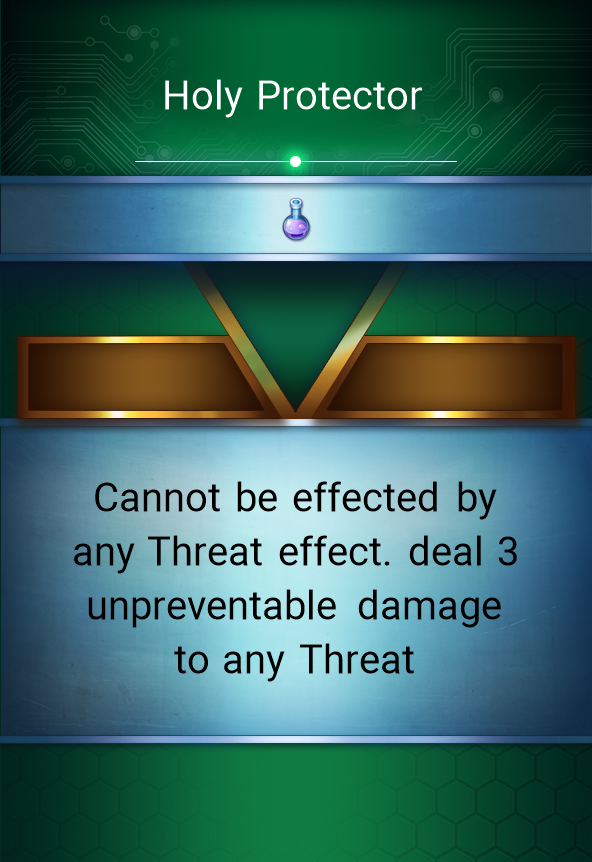 Holy Protector
Cannot be effected by
any Threat effect. deal 3
unpreventable damage
to any Threat